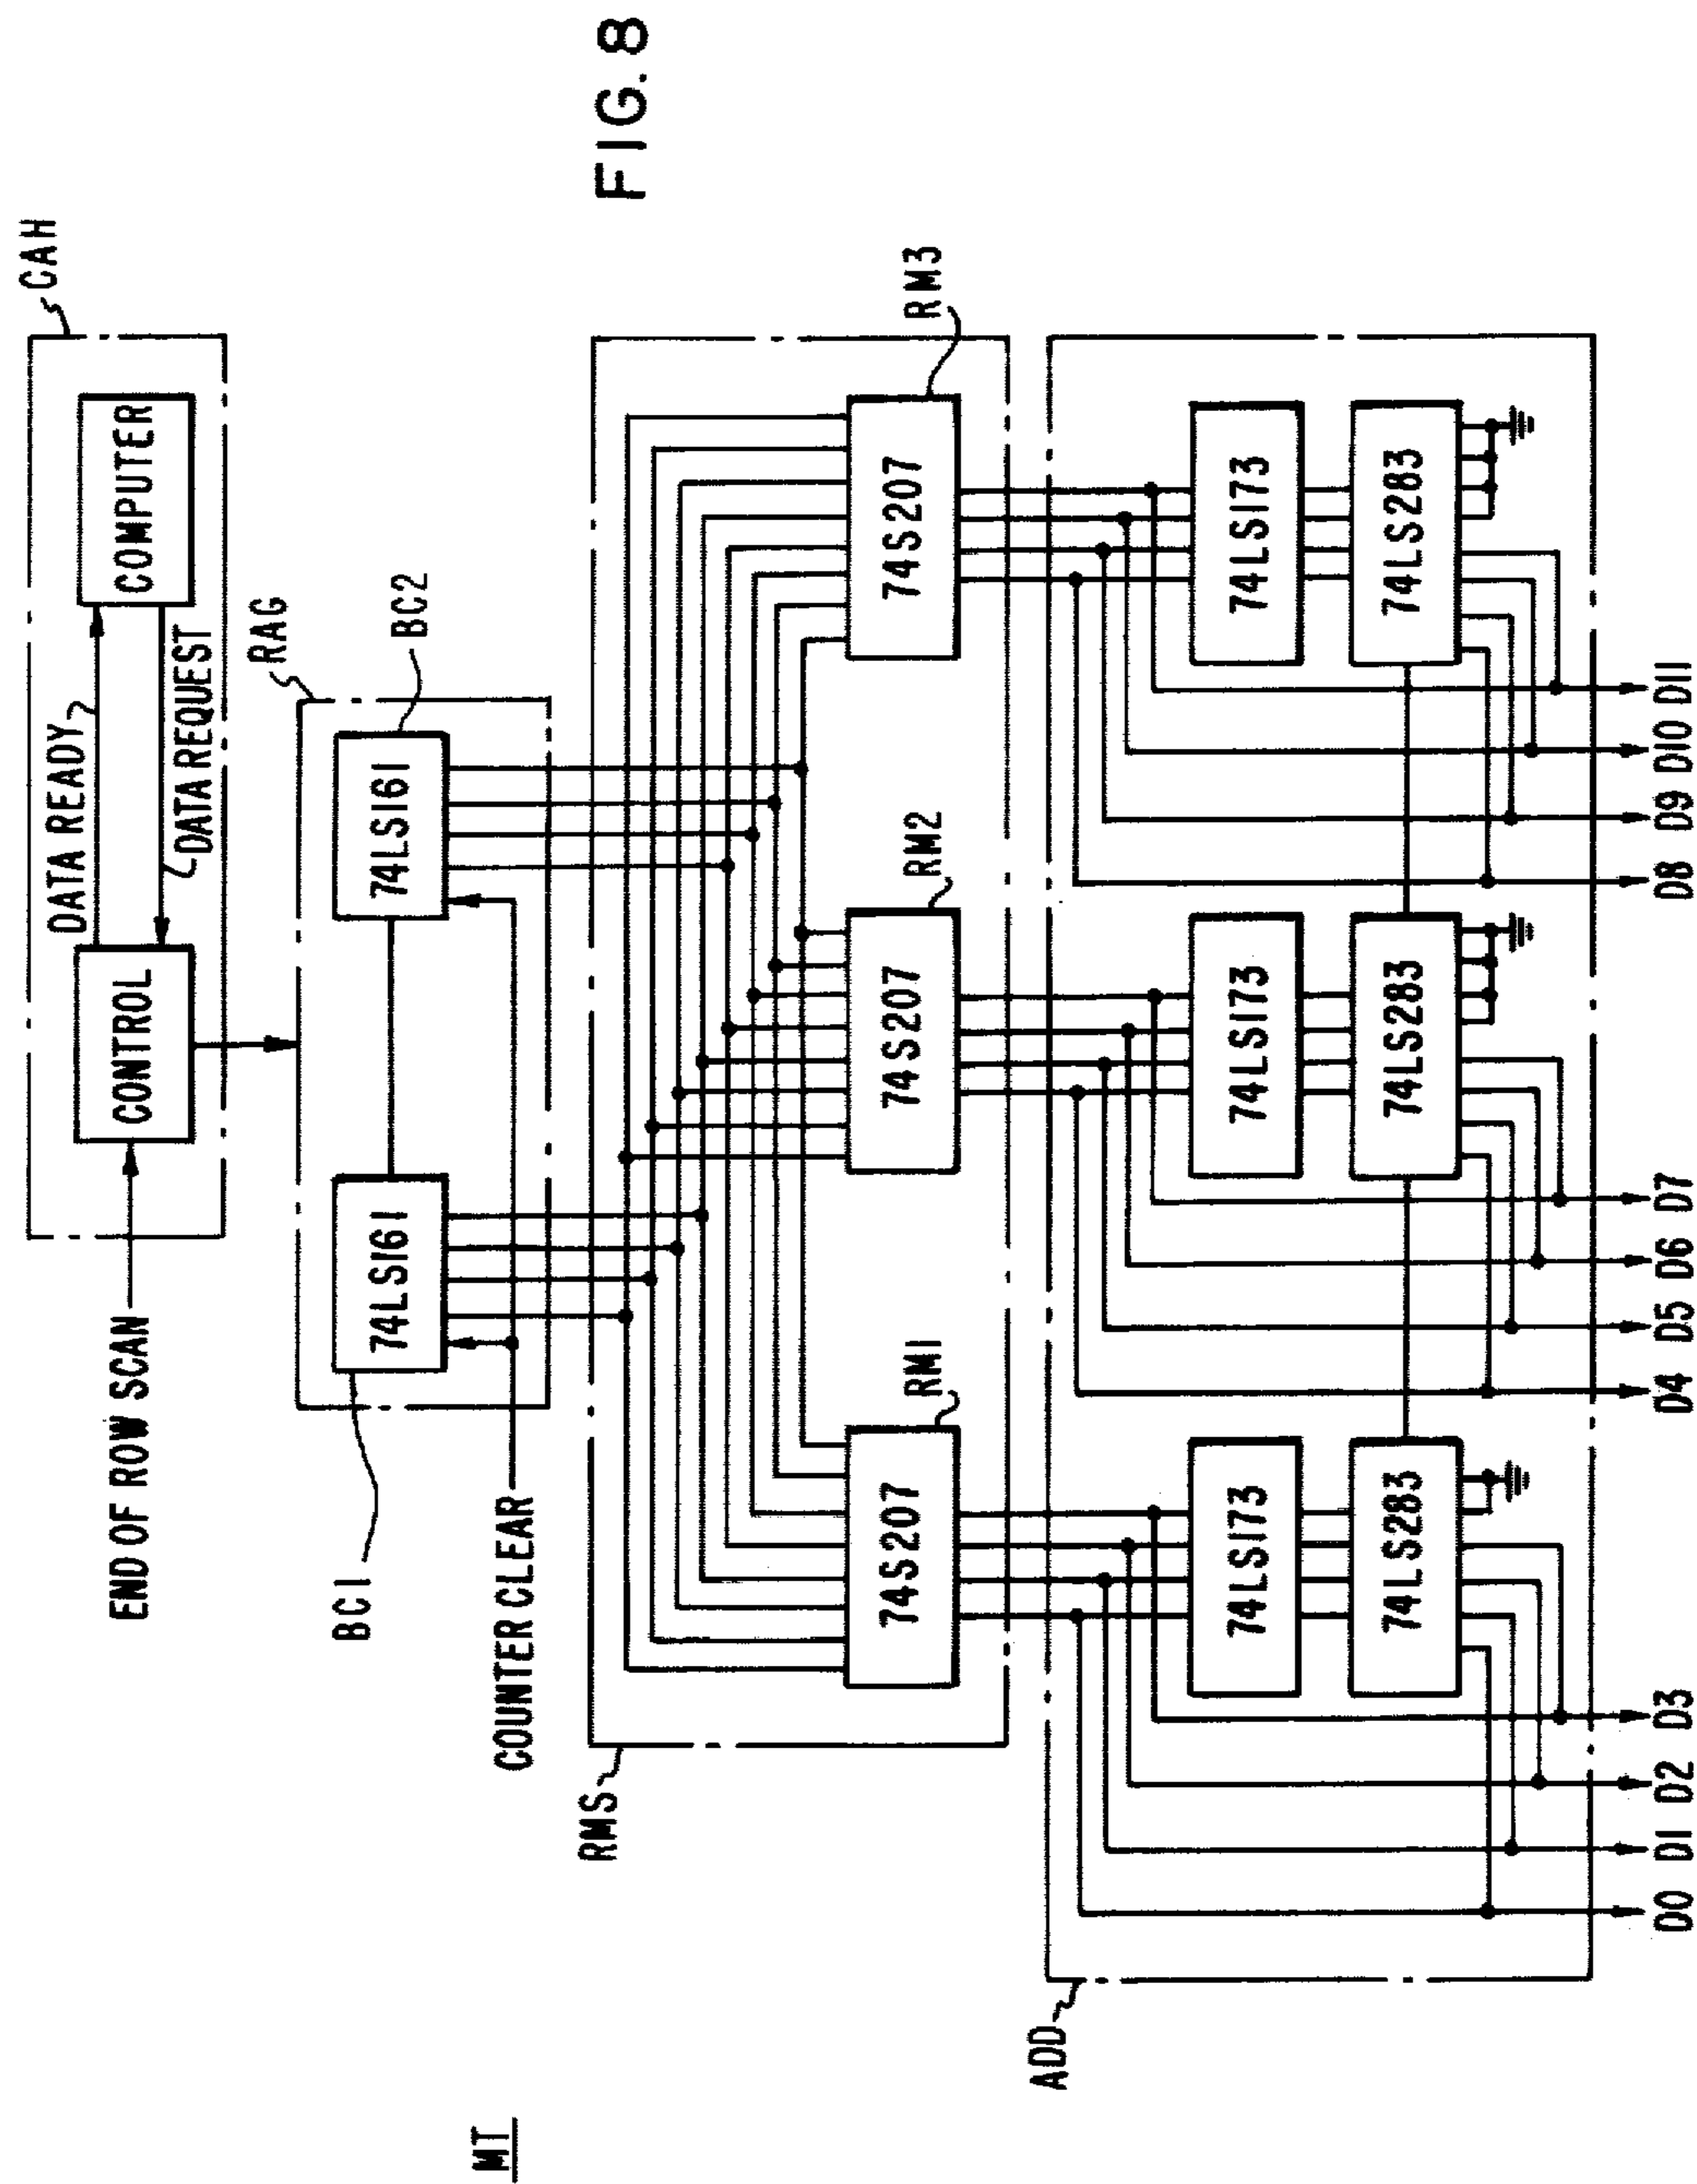 FIG. 8
CAH
COMPUTER
DATA READY
DATA REQUEST
CONTROL
END OF ROW SCAN
RAG
BC2
74LS161
74LS161
BC1
COUNTER CLEAR
RMS
RM1
RM2
RM3
74S207
74S207
74S207
ADD
74LS173
74LS173
74LS173
74LS283
74LS283
74LS283
D0 D1 D2 D3 D4 D5 D6 D7 D8 D9 D10 D11
MT